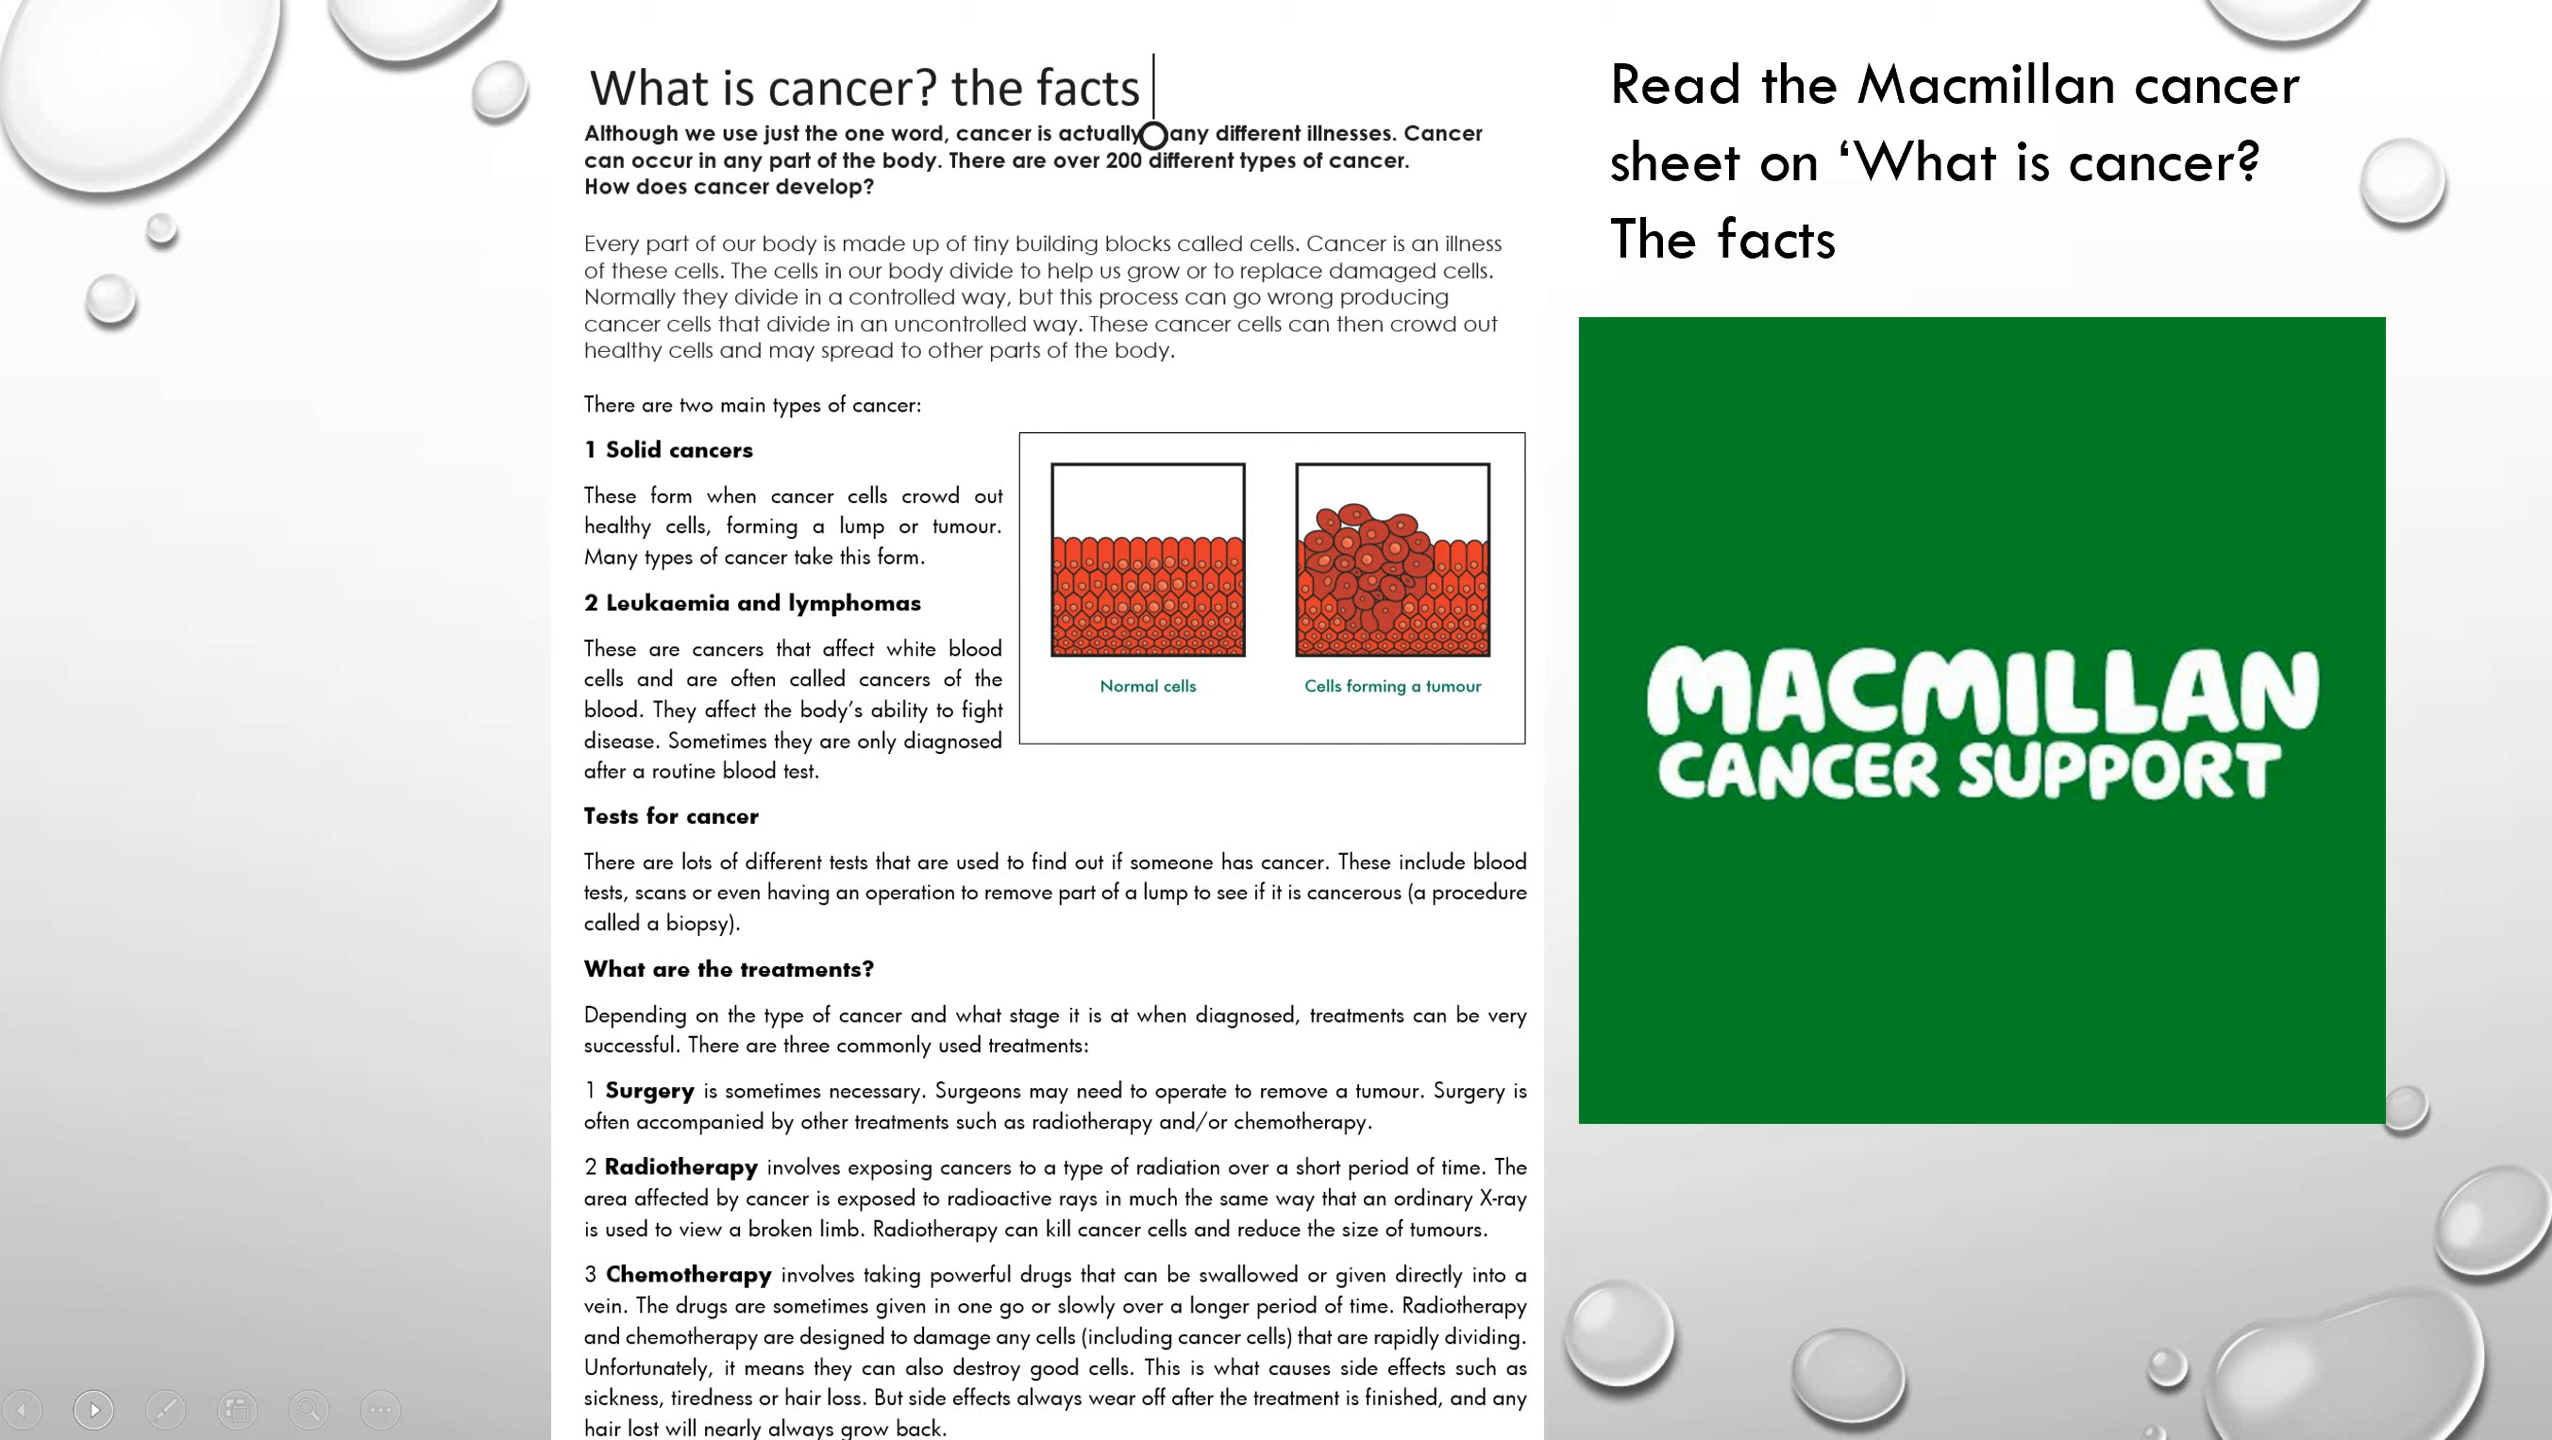 What is cancer? the facts
Although we use just the one word, cancer is actually any different illnesses. Cancer
can occur in any part of the body. There are over 200 different types of cancer.
How does cancer develop?
Every part of our body is made up of tiny building blocks called cells. Cancer is an illness
of these cells. The cells in our body divide to help us grow or to replace damaged cells.
Normally they divide in a controlled way, but this process can go wrong producing
cancer cells that divide in an uncontrolled way. These cancer cells can then crowd out
healthy cells and may spread to other parts of the body.
There are two main types of cancer:
1 Solid cancers
These form when cancer cells crowd out
healthy cells, forming a lump or tumour.
Many types of cancer take this form.
2 Leukaemia and lymphomas
These are cancers that affect white blood
cells and are often called cancers of the
blood. They affect the body's ability to fight
disease. Sometimes they are only diagnosed
after a routine blood test.
Normal cells
Cells forming a tumour
Tests for cancer
There are lots of different tests that are used to find out if someone has cancer. These include blood
tests, scans or even having an operation to remove part of a lump to see if it is cancerous (a procedure
called a biopsy).
What are the treatments?
Depending on the type of cancer and what stage it is at when diagnosed, treatments can be very
successful. There are three commonly used treatments:
1 Surgery is sometimes necessary. Surgeons may need to operate to remove a tumour. Surgery is
often accompanied by other treatments such as radiotherapy and/or chemotherapy.
2 Radiotherapy involves exposing cancers to a type of radiation over a short period of time. The
area affected by cancer is exposed to radioactive rays in much the same way that an ordinary X-ray
is used to view a broken limb. Radiotherapy can kill cancer cells and reduce the size of tumours.
3 Chemotherapy involves taking powerful drugs that can be swallowed or given directly into a
vein. The drugs are sometimes given in one go or slowly over a longer period of time. Radiotherapy
and chemotherapy are designed to damage any cells (including cancer cells) that are rapidly dividing.
Unfortunately, it means they can also destroy good cells. This is what causes side effects such as
sickness, tiredness or hair loss. But side effects always wear off after the treatment is finished, and any
hair lost will nearly always grow back.
Read the Macmillan cancer
sheet on ‘What is cancer?
The facts
MACMILLAN
CANCER SUPPORT